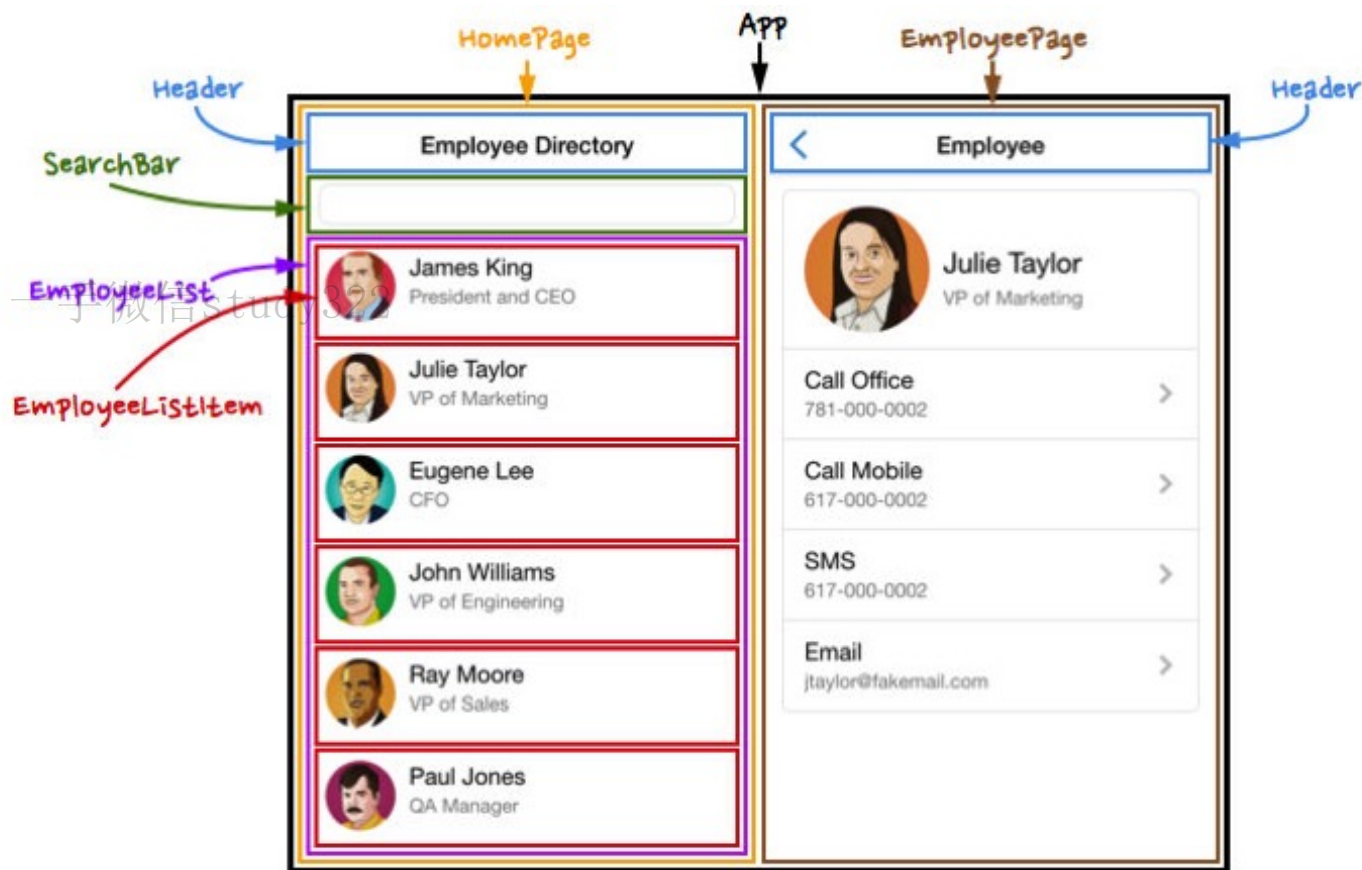 App
HomePage
EmployeePage
Header
Header
SearchBar
EmployeeList
EmployeeListItem
Employee Directory
James King
President and CEO
Julie Taylor
VP of Marketing
Eugene Lee
CFO
John Williams
VP of Engineering
Ray Moore
VP of Sales
Paul Jones
QA Manager
Employee
Julie Taylor
VP of Marketing
Call Office
781-000-0002
Call Mobile
617-000-0002
SMS
617-000-0002
Email
jtaylor@fakemail.com